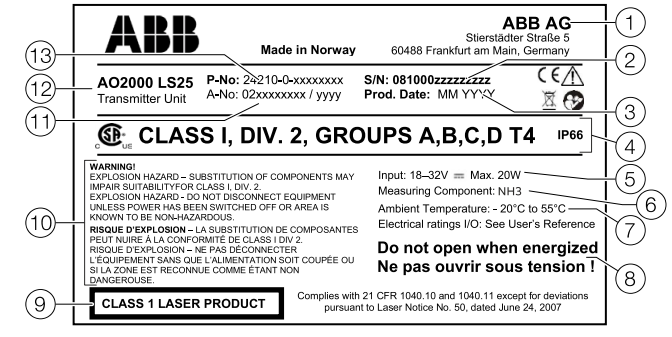 ABB
Made in Norway
ABB AG
Stierstädter Straße 5
60488 Frankfurt am Main, Germany
AO2000 LS25
Transmitter Unit
P-No: 24210-0-xxxxxxxx
A-No: 02xxxxxxxx / yyyy
S/N: 081000zzzzzzzzz
Prod. Date: MM YYYY
CE
C SP® US
CLASS I, DIV. 2, GROUPS A,B,C,D T4 IP66
WARNING!
EXPLOSION HAZARD – SUBSTITUTION OF COMPONENTS MAY
IMPAIR SUITABILITYFOR CLASS I, DIV. 2.
EXPLOSION HAZARD - DO NOT DISCONNECT EQUIPMENT
UNLESS POWER HAS BEEN SWITCHED OFF OR AREA IS
KNOWN TO BE NON-HAZARDOUS.
RISQUE D'EXPLOSION – LA SUBSTITUTION DE COMPOSANTES
PEUT NUIRE À LA CONFORMITÉ DE CLASS I DIV 2.
RISQUE D'EXPLOSION – NE PAS DÉCONNECTER
L'ÉQUIPEMENT SANS QUE L'ALIMENTATION SOIT COUPÉE OU
SI LA ZONE EST RECONNUE COMME ÉTANT NON
DANGEROUSE.
Input: 18–32V ⎓ Max. 20W
Measuring Component: NH3
Ambient Temperature: - 20°C to 55°C
Electrical ratings I/O: See User's Reference
Do not open when energized
Ne pas ouvrir sous tension !
CLASS 1 LASER PRODUCT
Complies with 21 CFR 1040.10 and 1040.11 except for deviations
pursuant to Laser Notice No. 50, dated June 24, 2007
1
2
3
4
5
6
7
8
9
10
11
12
13